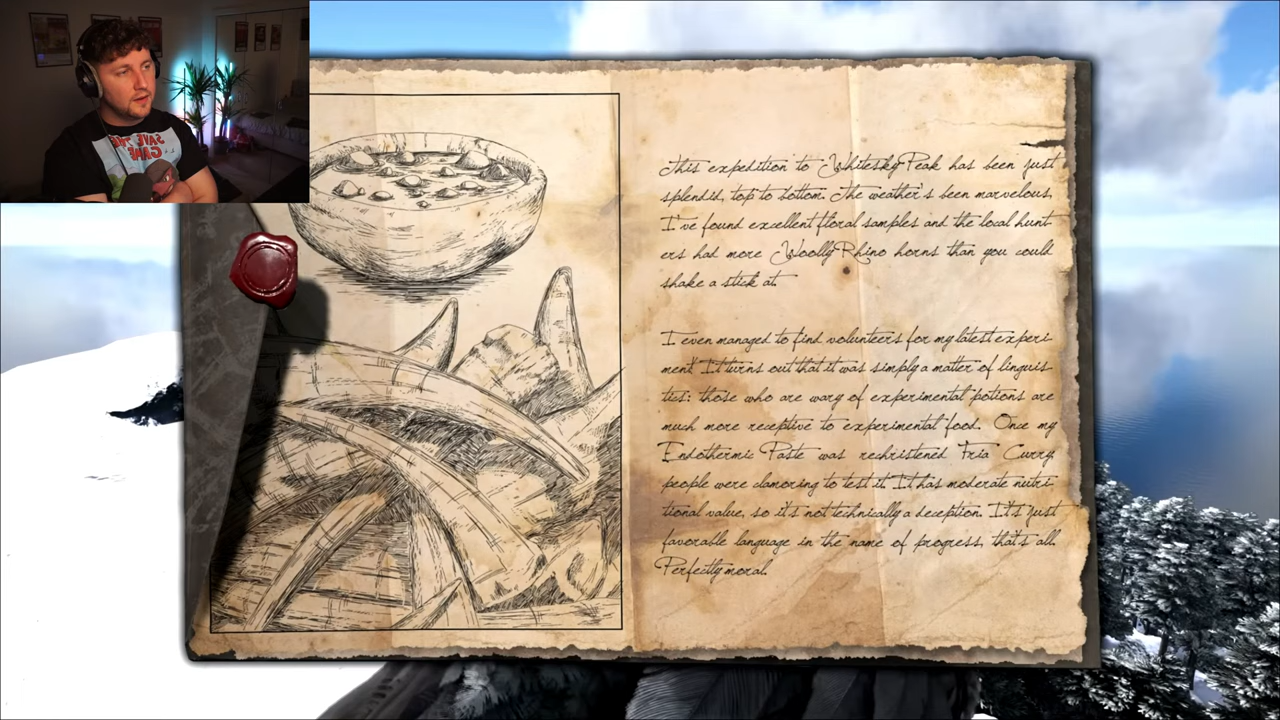 This expedition to Whitesky Peak has been just
splendid, top to bottom. The weather's been marvelous,
I've found excellent floral samples and the local hunt
ers had more Woolly Rhino horns than you could
shake a stick at.
I even managed to find volunteers for my latest experi-
ment. It turns out that it was simply a matter of linguis-
tics: those who are wary of experimental potions are
much more receptive to experimental food. Once my
Endothermic Paste was rechristened Fria Curry,
people were clamoring to test it. It has moderate nutri-
tional value, so it's not technically a deception. It's just
favorable language in the name of progress, that's all.
Perfectly moral.